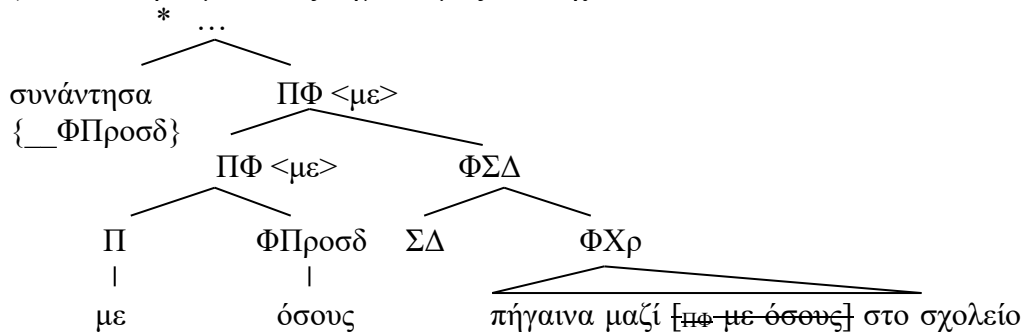 * …
συνάντησα ΠΦ <με>
{__ΦΠροσδ}
ΠΦ <με> ΦΣΔ
Π ΦΠροσδ ΣΔ ΦΧρ
με όσους πήγαινα μαζί [ΠΦ με όσους] στο σχολείο